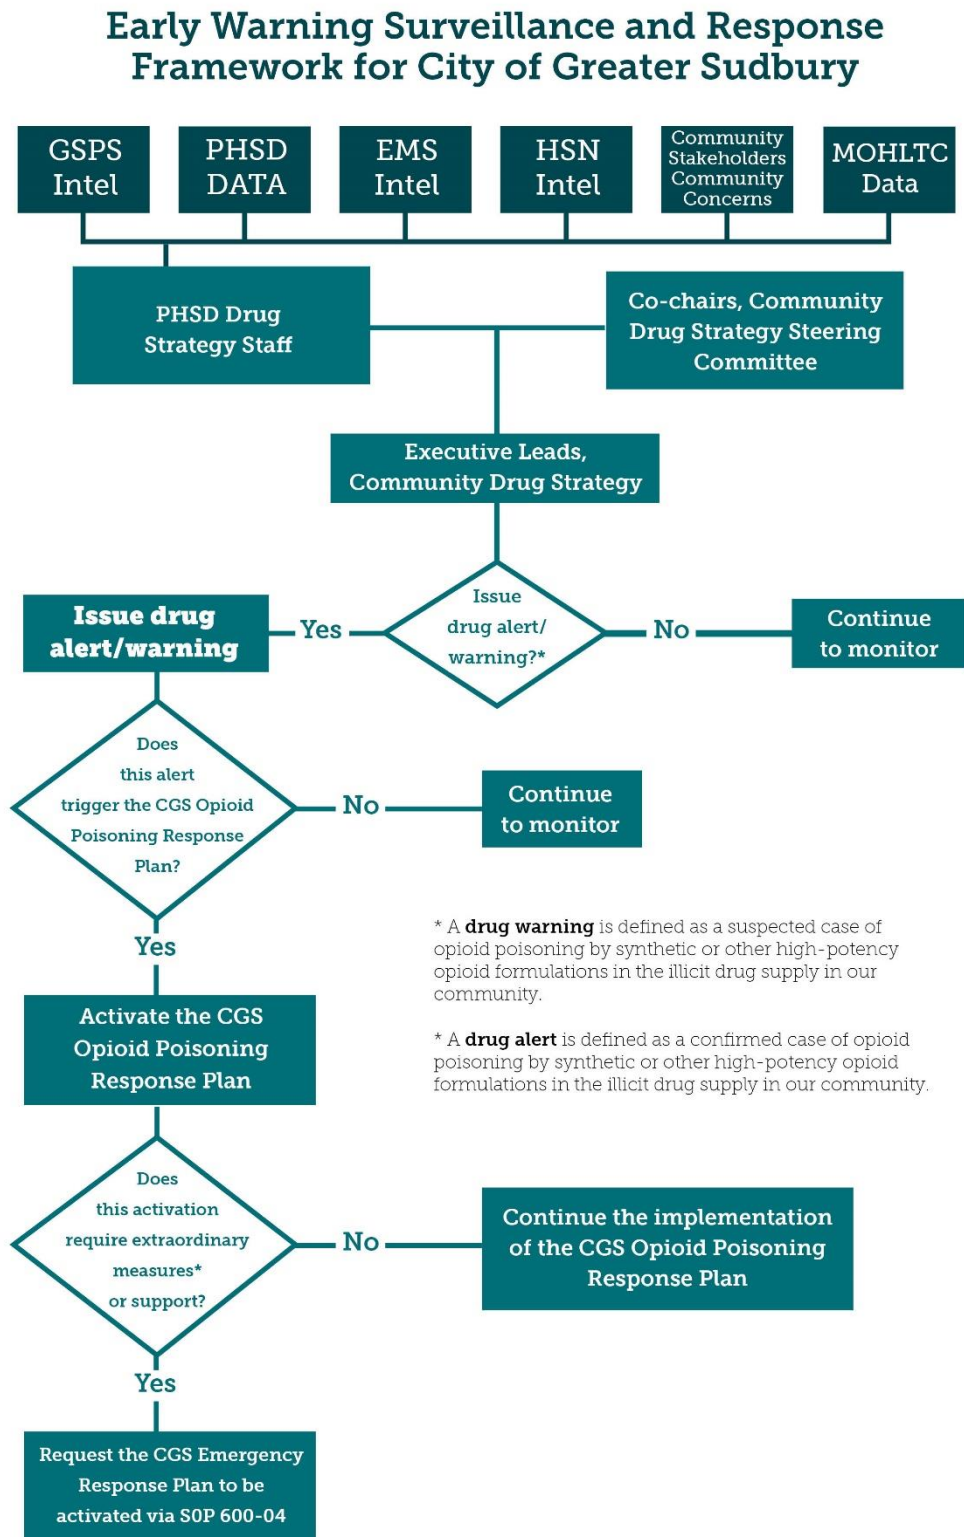 Early Warning Surveillance and Response
Framework for City of Greater Sudbury
GSPS
Intel
PHSD
DATA
EMS
Intel
HSN
Intel
Community
Stakeholders
Community
Concerns
MOHLTC
Data
PHSD Drug
Strategy Staff
Co-chairs, Community
Drug Strategy Steering
Committee
Executive Leads,
Community Drug Strategy
Issue
drug alert/
warning?*
Yes
Issue drug
alert/warning
No
Continue
to monitor
Does
this alert
trigger the CGS Opioid
Poisoning Response
Plan?
No
Continue
to monitor
Yes
* A drug warning is defined as a suspected case of
opioid poisoning by synthetic or other high-potency
opioid formulations in the illicit drug supply in our
community.
* A drug alert is defined as a confirmed case of opioid
poisoning by synthetic or other high-potency opioid
formulations in the illicit drug supply in our community.
Activate the CGS
Opioid Poisoning
Response Plan
Does
this activation
require extraordinary
measures*
or support?
No
Continue the implementation
of the CGS Opioid Poisoning
Response Plan
Yes
Request the CGS Emergency
Response Plan to be
activated via S0P 600-04